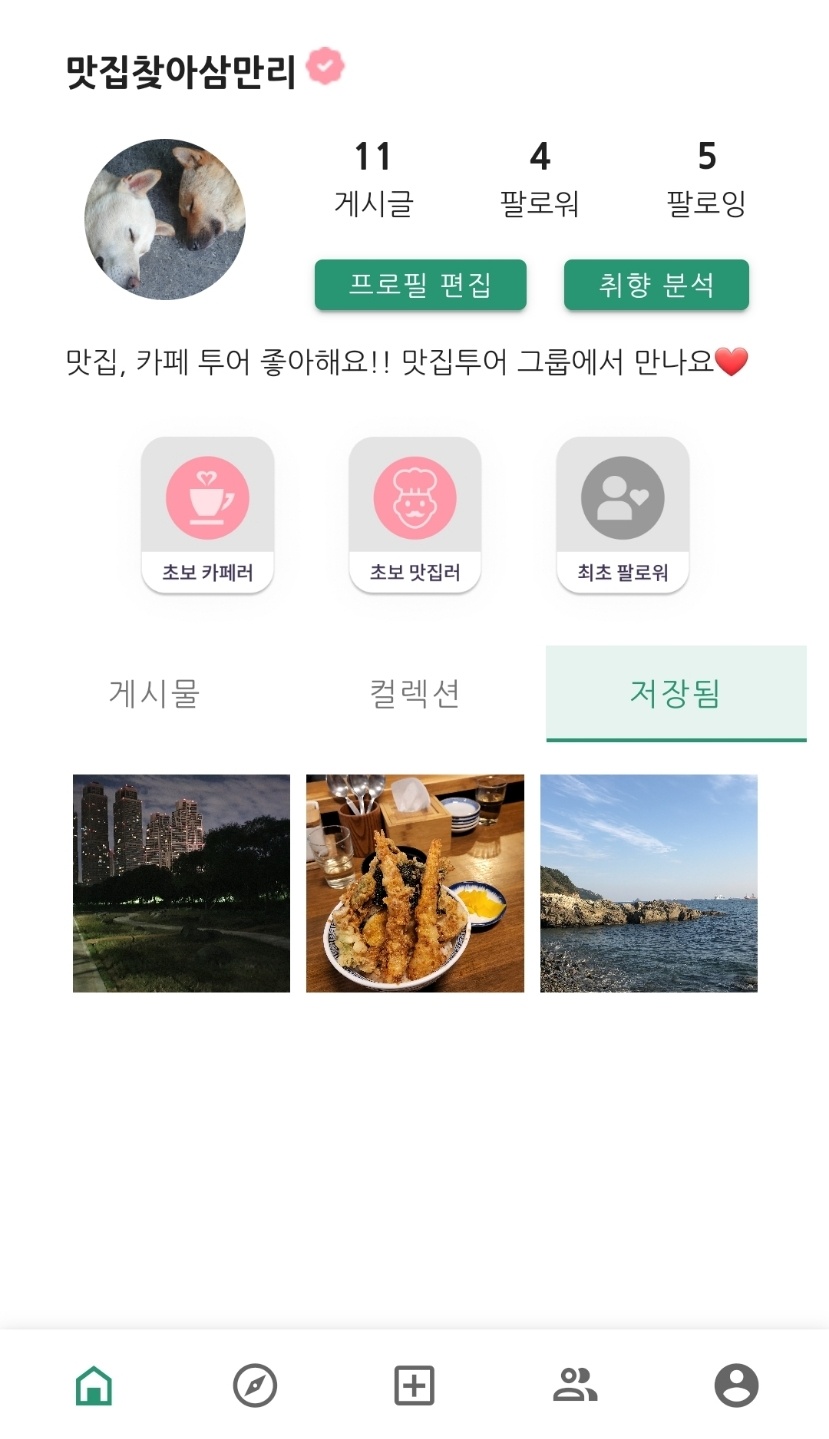 맛집찾아삼만리
11 4 5
게시글 팔로워 팔로잉
프로필 편집 취향 분석
맛집, 카페 투어 좋아해요!! 맛집투어 그룹에서 만나요❤️
초보 카페러 초보 맛집러 최초 팔로워
게시물 컬렉션 저장됨